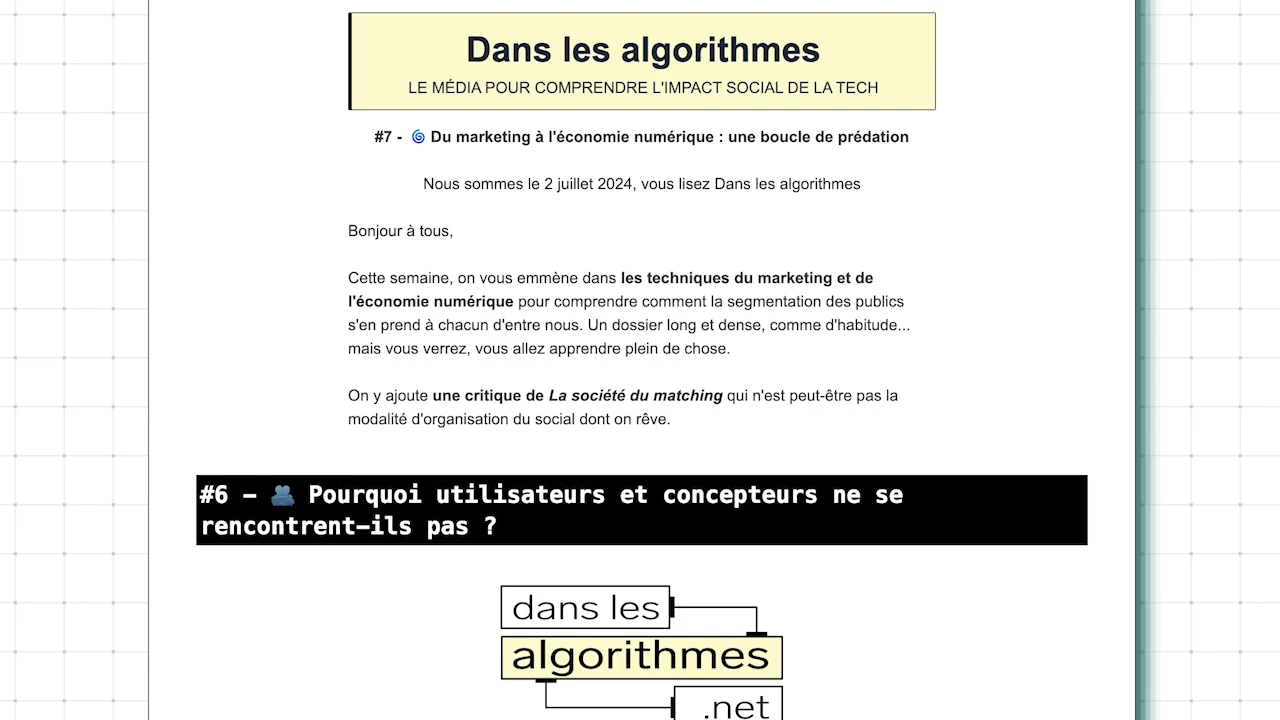 Dans les algorithmes
LE MÉDIA POUR COMPRENDRE L'IMPACT SOCIAL DE LA TECH
#7 - 🌀 Du marketing à l'économie numérique : une boucle de prédation
Nous sommes le 2 juillet 2024, vous lisez Dans les algorithmes
Bonjour à tous,
Cette semaine, on vous emmène dans les techniques du marketing et de
l'économie numérique pour comprendre comment la segmentation des publics
s'en prend à chacun d'entre nous. Un dossier long et dense, comme d'habitude...
mais vous verrez, vous allez apprendre plein de chose.
On y ajoute une critique de La société du matching qui n'est peut-être pas la
modalité d'organisation du social dont on rêve.
#6 – 🫂 Pourquoi utilisateurs et concepteurs ne se
rencontrent–ils pas ?
dans les
algorithmes
.net